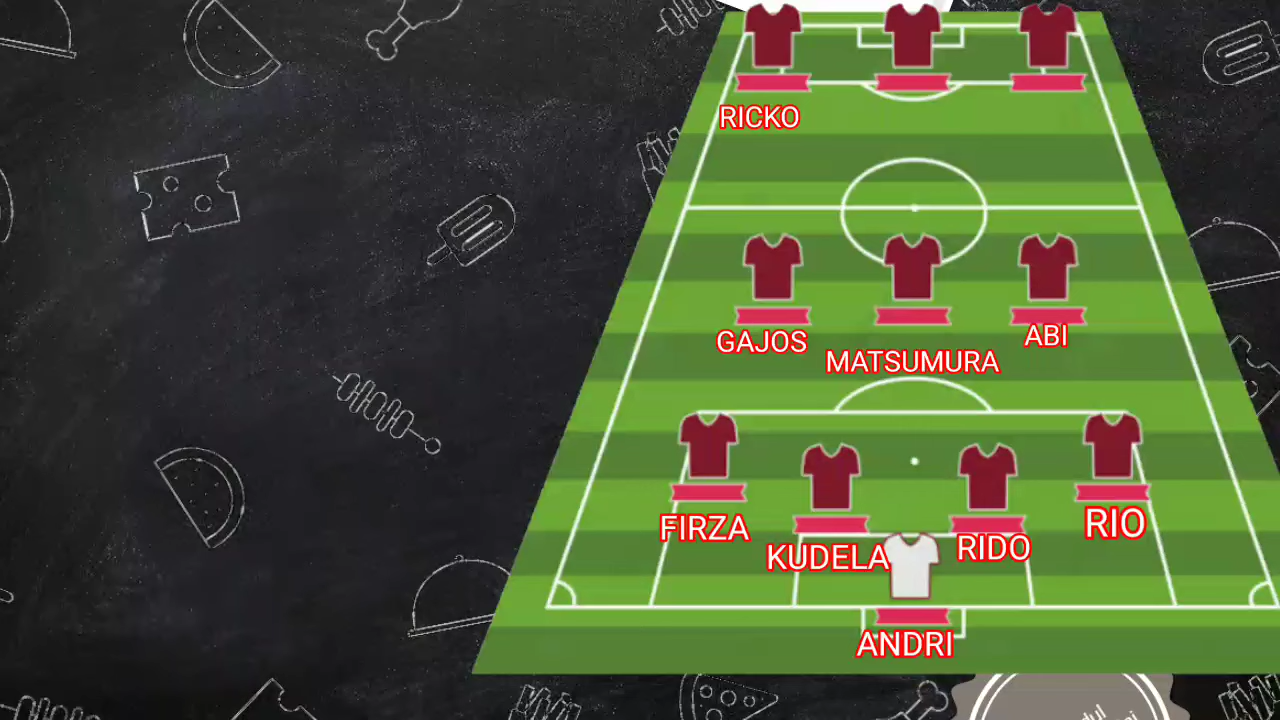 RICKO
GAJOS
MATSUMURA
ABI
FIRZA
KUDELA
RIDO
RIO
ANDRI